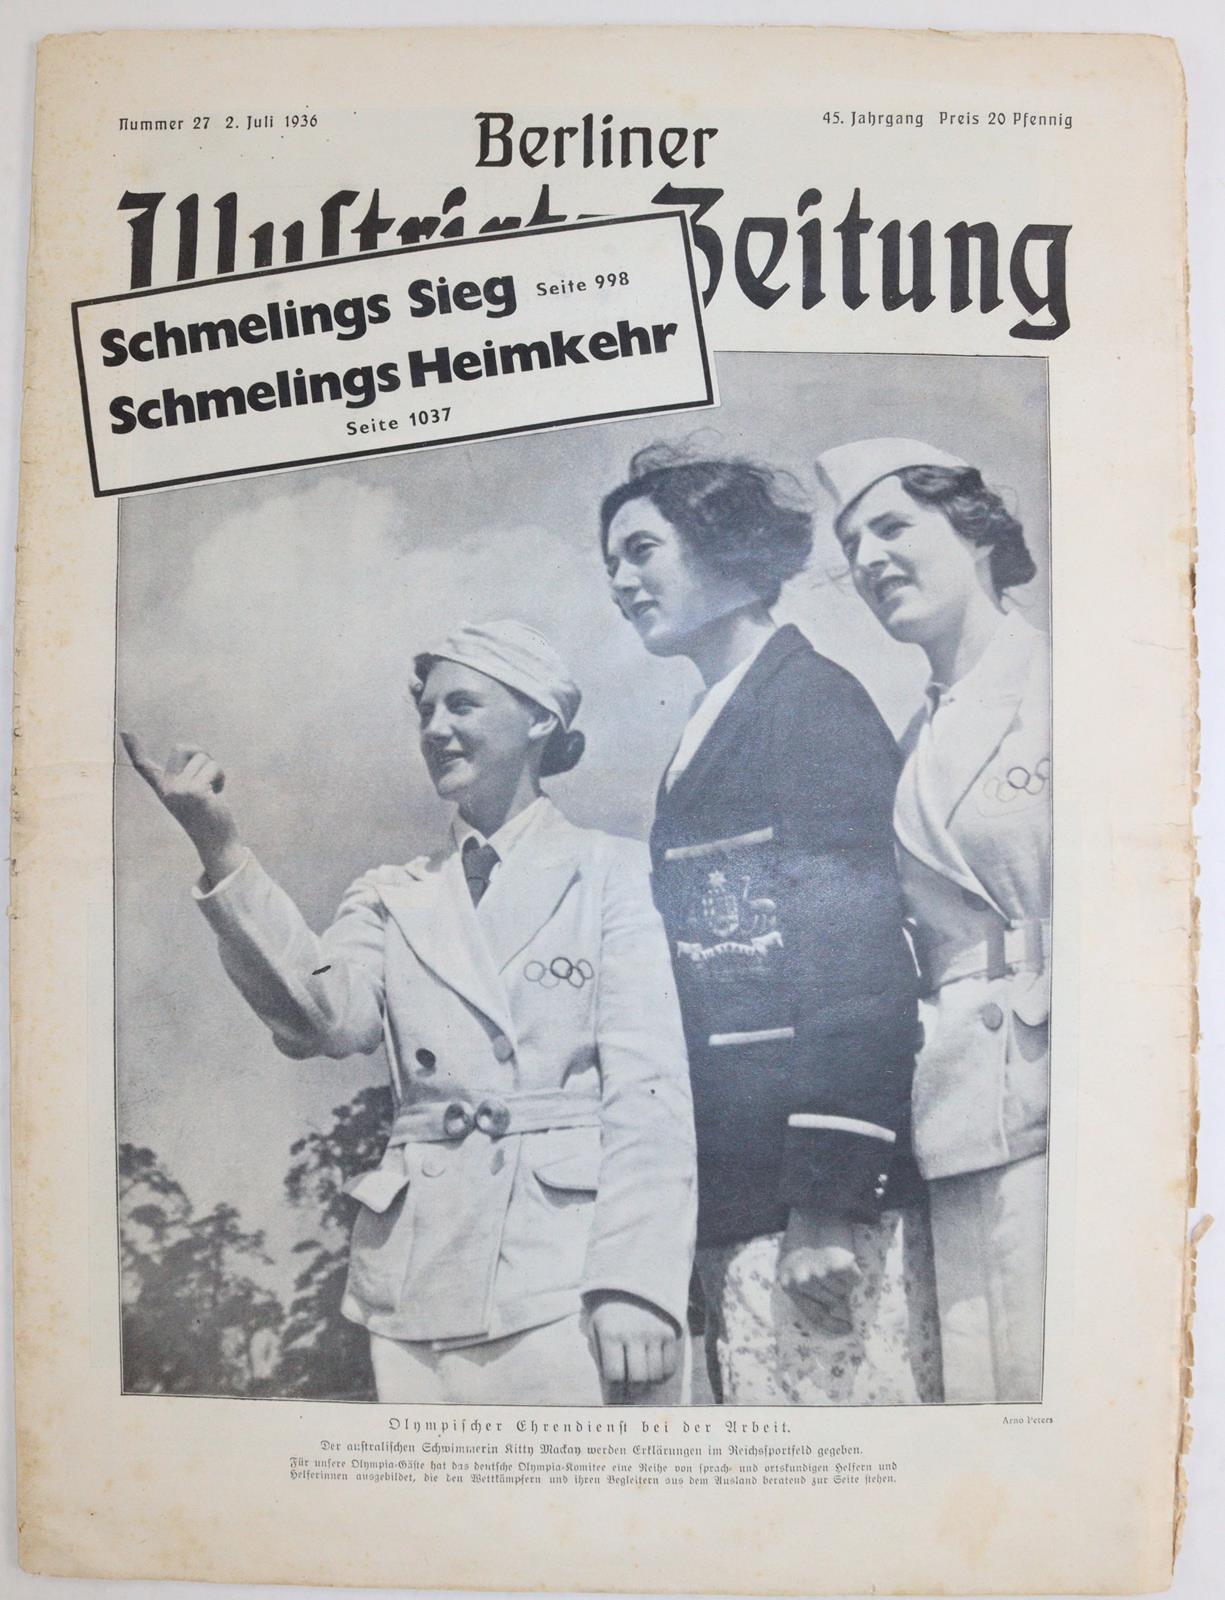 Nummer 27 2. Juli 1936
45. Jahrgang Preis 20 Pfennig
Berliner
Illustrirte Zeitung
Schmelings Sieg Seite 998
Schmelings Heimkehr
Seite 1037
Arno Peters
Olympischer Ehrendienst bei der Arbeit.
Der australischen Schwimmerin Kitty Mackay werden Erklärungen im Reichssportfeld gegeben.
Für unsere Olympia-Gäste hat das deutsche Olympia-Komitee eine Reihe von sprach- und ortskundigen Helfern und
Helferinnen ausgebildet, die den Wettkämpfern und ihren Begleitern aus dem Ausland beratend zur Seite stehen.